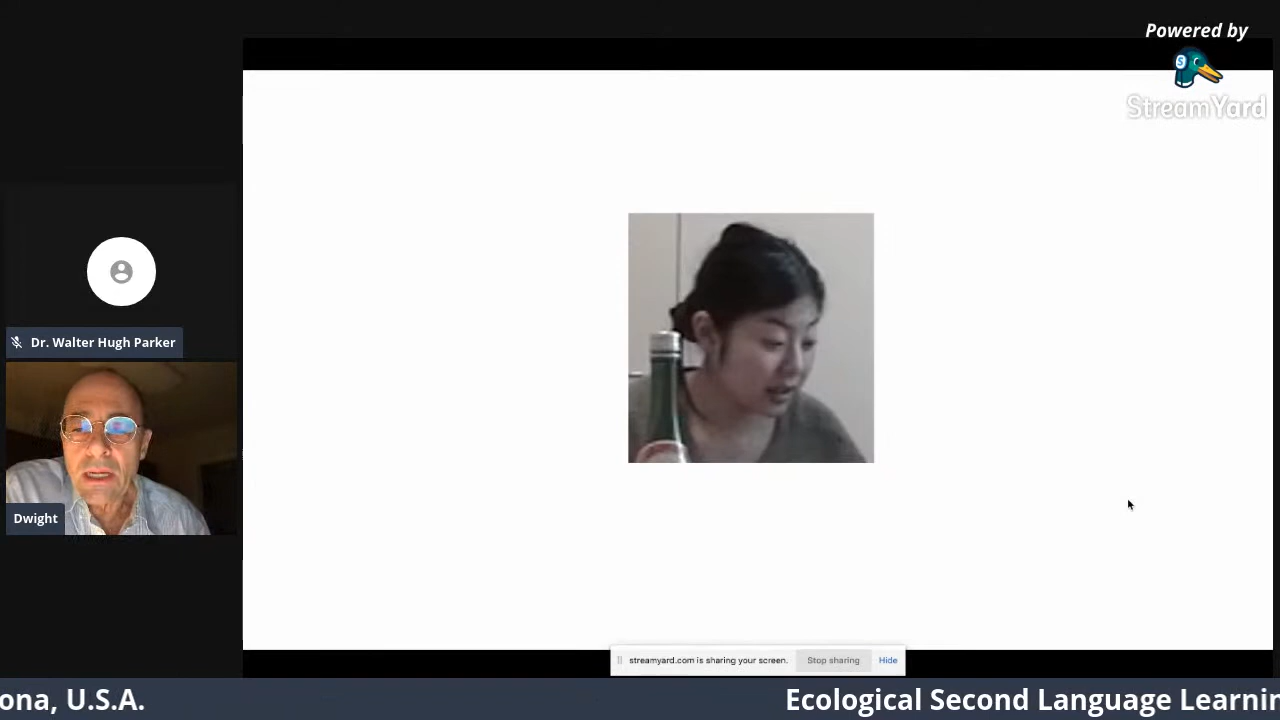 Powered by
StreamYard
Dr. Walter Hugh Parker
Dwight
streamyard.com is sharing your screen.
Stop sharing
Hide
ona, U.S.A.
Ecological Second Language Learnin